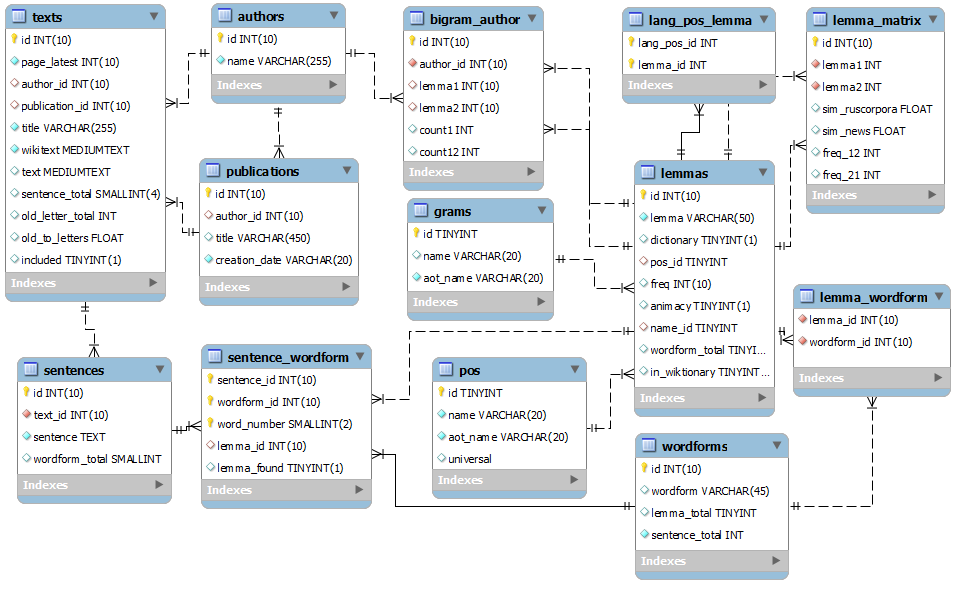 texts
id INT(10)
page_latest INT(10)
author_id INT(10)
publication_id INT(10)
title VARCHAR(255)
wikitext MEDIUMTEXT
text MEDIUMTEXT
sentence_total SMALLINT(4)
old_letter_total INT
old_to_letters FLOAT
included TINYINT(1)
Indexes
authors
id INT(10)
name VARCHAR(255)
Indexes
bigram_author
id INT(10)
author_id INT(10)
lemma1 INT(10)
lemma2 INT(10)
count1 INT
count12 INT
Indexes
lang_pos_lemma
lang_pos_id INT
lemma_id INT(10)
Indexes
lemma_matrix
id INT(10)
lemma1 INT
lemma2 INT
sim_ruscorpora FLOAT
sim_news FLOAT
freq_12 INT
freq_21 INT
Indexes
publications
id INT(10)
author_id INT(10)
title VARCHAR(450)
creation_date VARCHAR(20)
Indexes
grams
id TINYINT
name VARCHAR(20)
aot_name VARCHAR(20)
Indexes
lemmas
id INT(10)
lemma VARCHAR(50)
dictionary TINYINT(1)
pos_id TINYINT
freq INT(10)
animacy TINYINT(1)
name_id TINYINT
wordform_total TINYI...
in_wiktionary TINYINT...
Indexes
lemma_wordform
lemma_id INT(10)
wordform_id INT(10)
Indexes
sentences
id INT(10)
text_id INT(10)
sentence TEXT
wordform_total SMALLINT
Indexes
sentence_wordform
sentence_id INT(10)
wordform_id INT(10)
word_number SMALLINT(2)
lemma_id INT(10)
lemma_found TINYINT(1)
Indexes
pos
id TINYINT
name VARCHAR(20)
aot_name VARCHAR(20)
universal
Indexes
wordforms
id INT(10)
wordform VARCHAR(45)
lemma_total TINYINT
sentence_total INT
Indexes